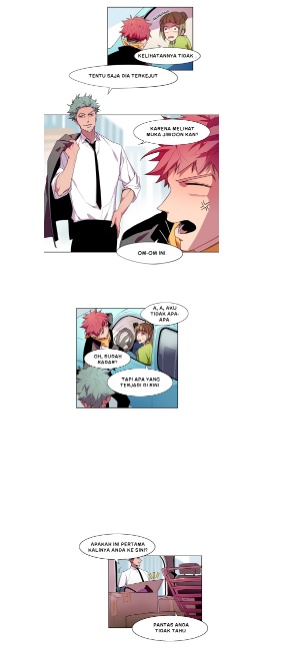 KELIHATANNYA TIDAK
TENTU SAJA DIA TERKEJUT
KARENA MELIHAT
MUKA JIWOON KAN?
OM-OM INI
A, A, AKU
TIDAK APA-
APA
OH, SUDAH
SADAR?
TAPI APA YANG
TERJADI DI SINI
APAKAH INI PERTAMA
KALINYA ANDA KE SINI?
PANTAS ANDA
TIDAK TAHU